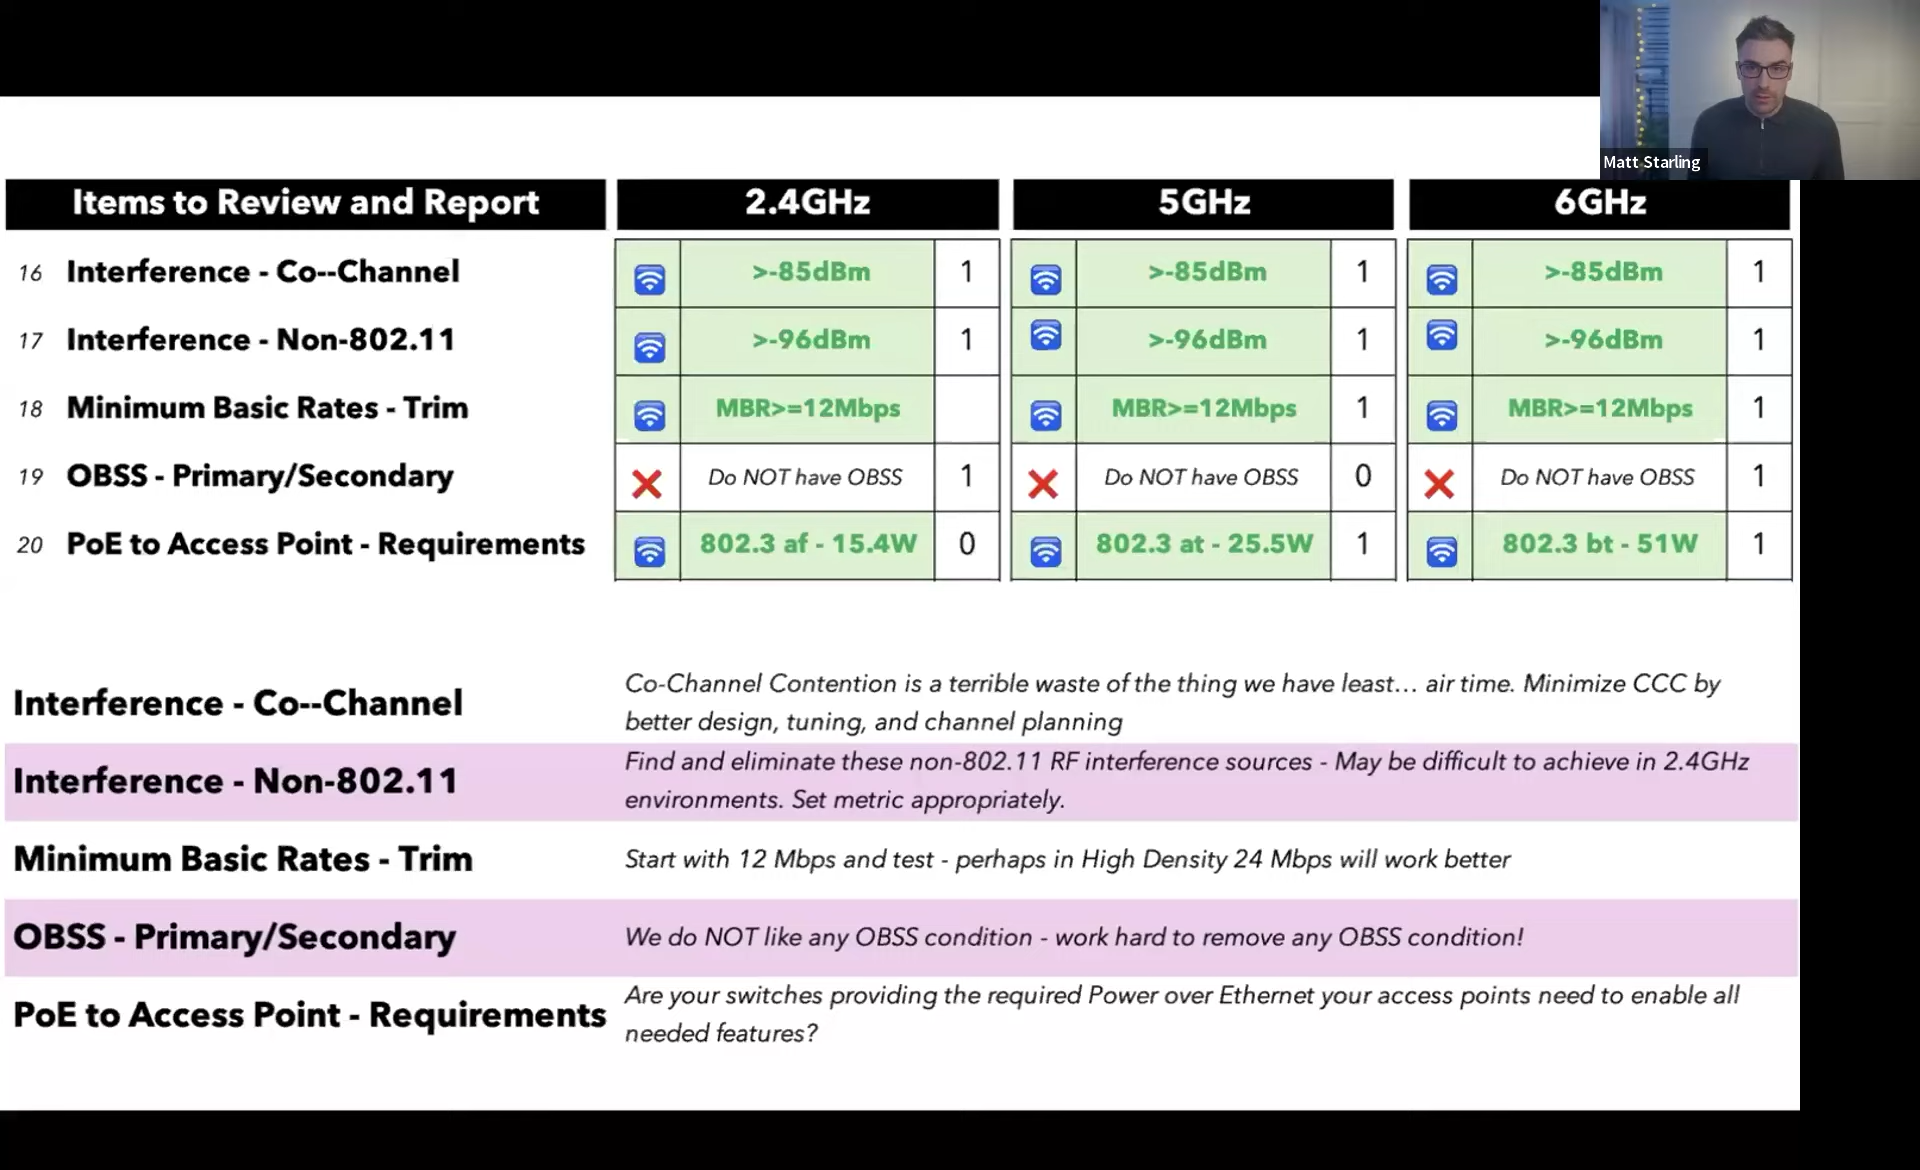 Matt Starling
Items to Review and Report 2.4GHz 5GHz 6GHz
16 Interference - Co--Channel >-85dBm 1 >-85dBm 1 >-85dBm 1
17 Interference - Non-802.11 >-96dBm 1 >-96dBm 1 >-96dBm 1
18 Minimum Basic Rates - Trim MBR>=12Mbps MBR>=12Mbps 1 MBR>=12Mbps 1
19 OBSS - Primary/Secondary Do NOT have OBSS 1 Do NOT have OBSS 0 Do NOT have OBSS 1
20 PoE to Access Point - Requirements 802.3 af - 15.4W 0 802.3 at - 25.5W 1 802.3 bt - 51W 1
Interference - Co--Channel
Co-Channel Contention is a terrible waste of the thing we have least... air time. Minimize CCC by
better design, tuning, and channel planning
Interference - Non-802.11
Find and eliminate these non-802.11 RF interference sources - May be difficult to achieve in 2.4GHz
environments. Set metric appropriately.
Minimum Basic Rates - Trim
Start with 12 Mbps and test - perhaps in High Density 24 Mbps will work better
OBSS - Primary/Secondary
We do NOT like any OBSS condition - work hard to remove any OBSS condition!
PoE to Access Point - Requirements
Are your switches providing the required Power over Ethernet your access points need to enable all
needed features?